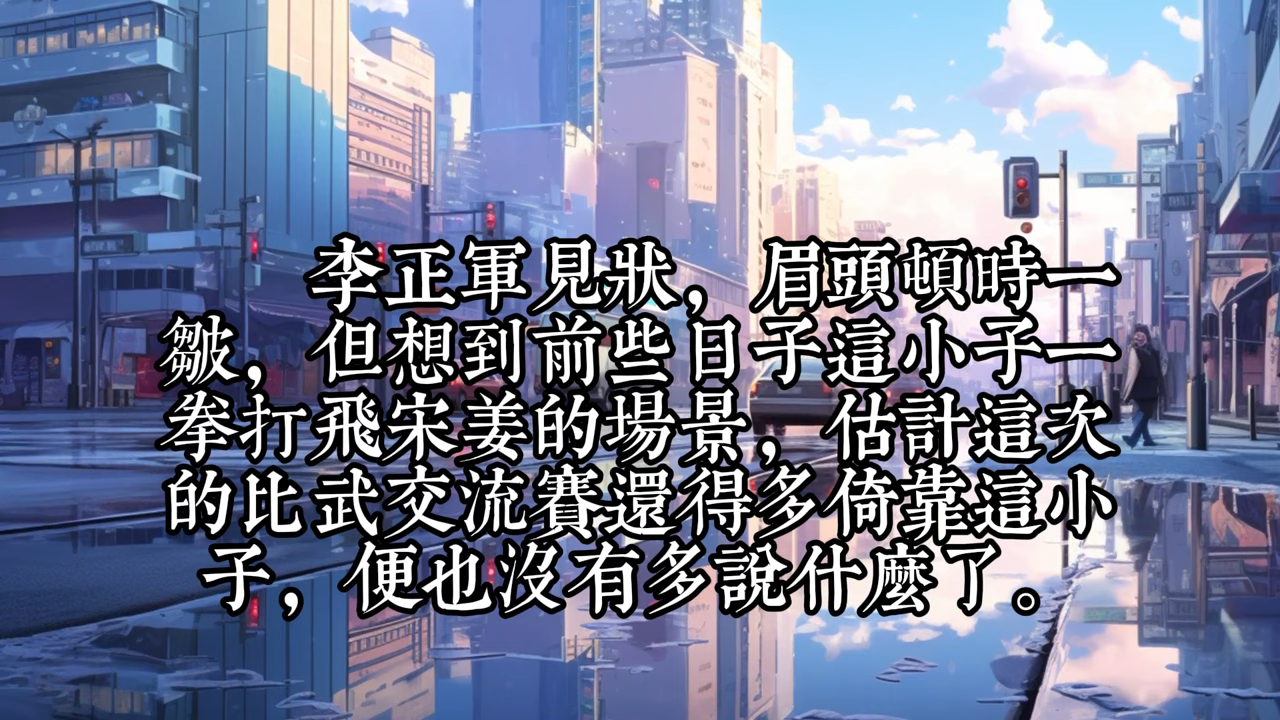 李正軍見狀，眉頭頓時一
皺，但想到前些日子這小子一
拳打飛宋姜的場景，估計這次
的比武交流賽還得多倚靠這小
子，便也沒有多說什麼了。